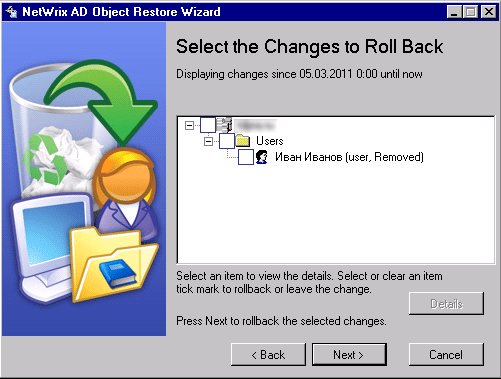 NetWrix AD Object Restore Wizard
Select the Changes to Roll Back
Displaying changes since 05.03.2011 0:00 until now
Users
Иван Иванов (user, Removed)
Select an item to view the details. Select or clear an item
tick mark to rollback or leave the change.
Details
Press Next to rollback the selected changes.
< Back
Next >
Cancel